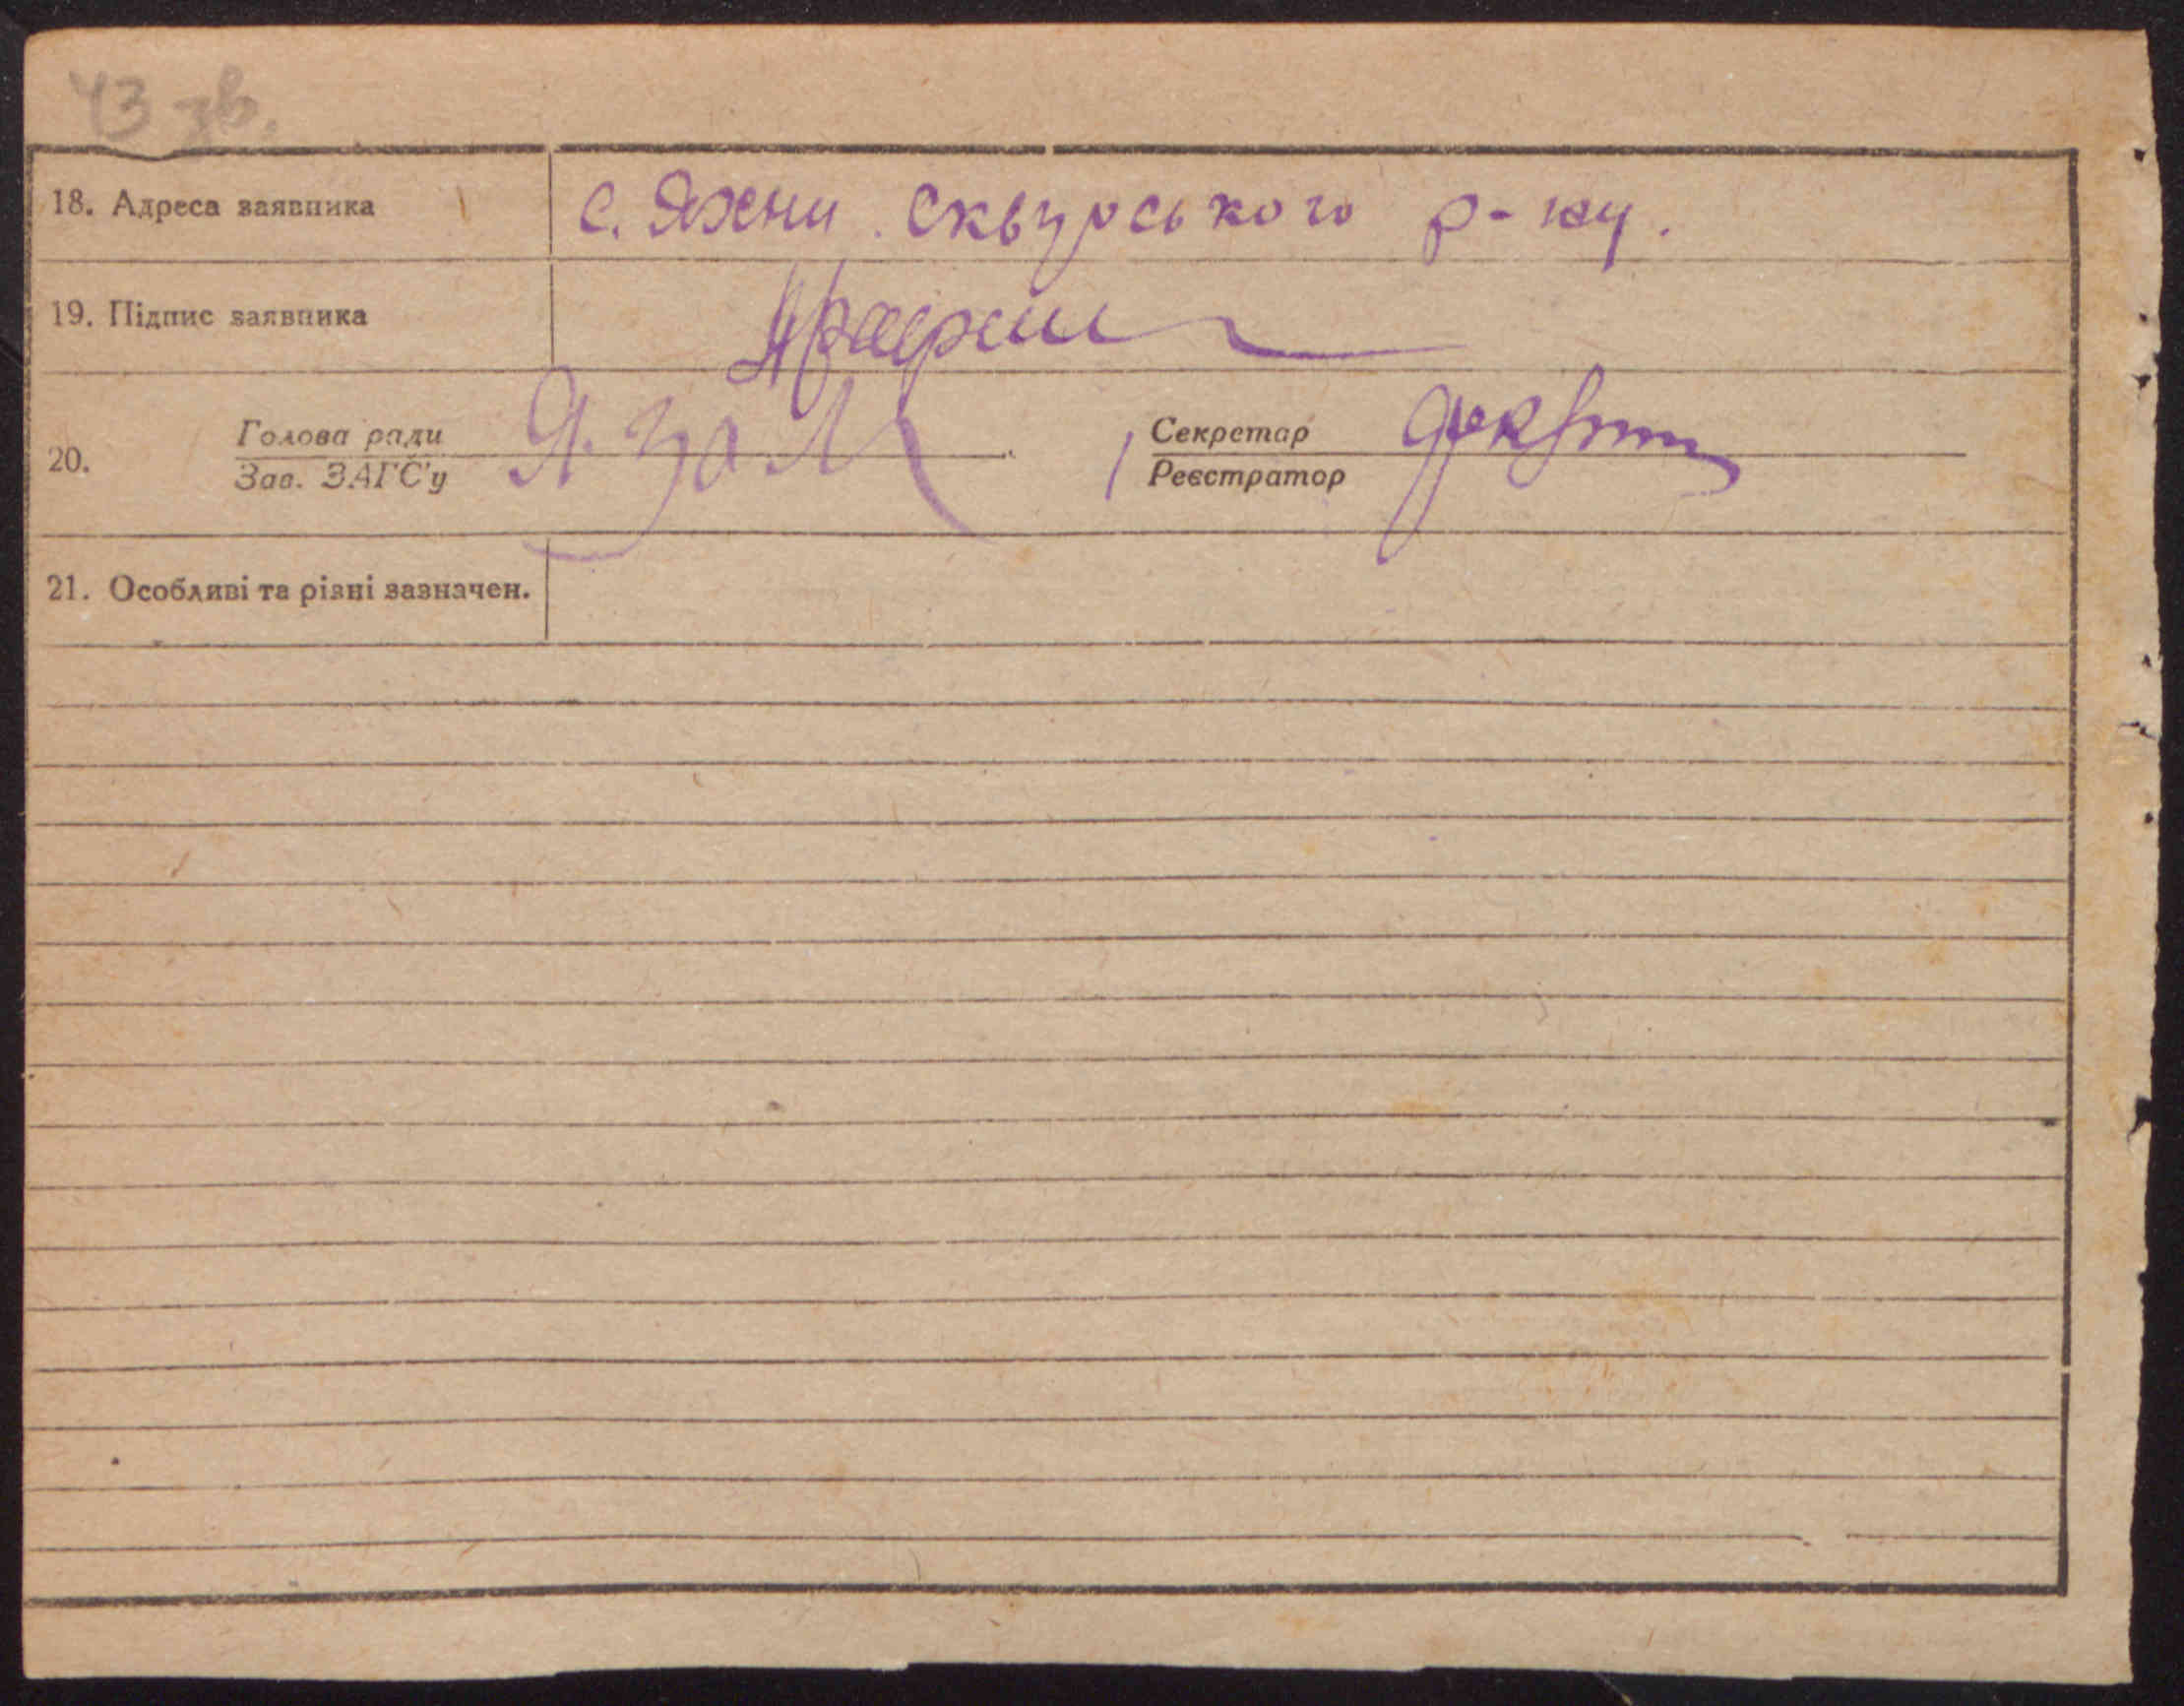 43 зв.
18. Адреса заявника с. Яхни. Сквурського р-ну.
19. Підпис заявника
20. Голова ради Секретар
Зав. ЗАГС'у Реєстратор
21. Особливі та різні зазначен.